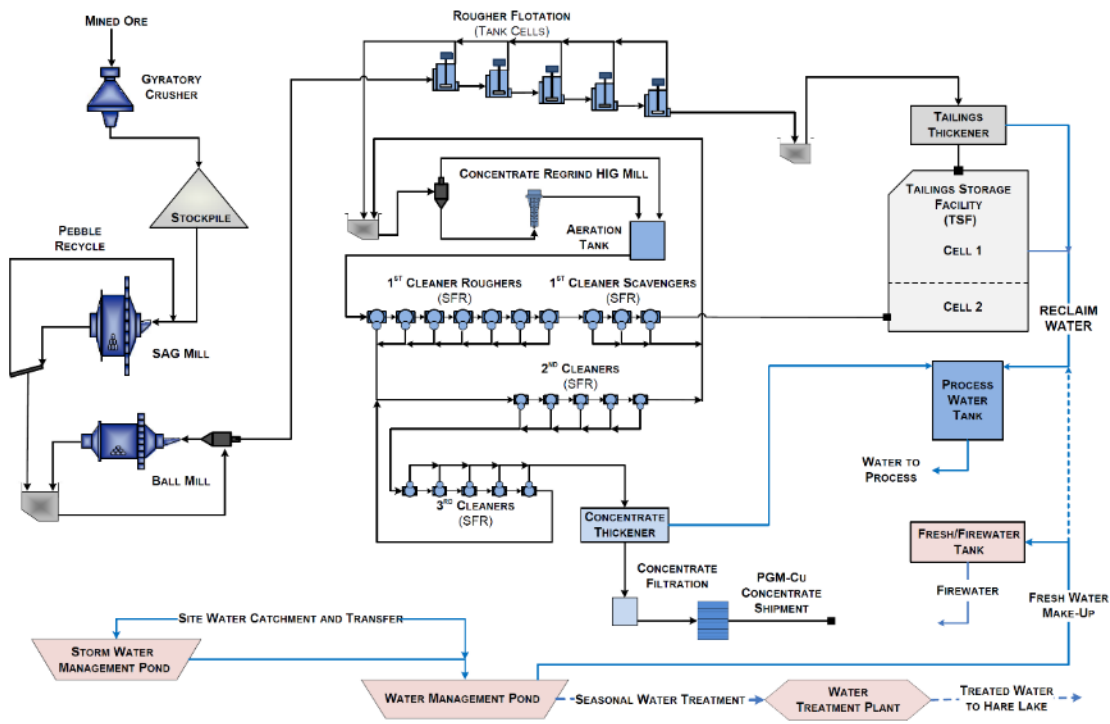 MINED ORE
GYRATORY
CRUSHER
STOCKPILE
PEBBLE
RECYCLE
SAG MILL
BALL MILL
ROUGHER FLOTATION
(TANK CELLS)
CONCENTRATE REGRIND HIG MILL
AERATION
TANK
1ST CLEANER ROUGHERS
(SFR)
1ST CLEANER SCAVENGERS
(SFR)
2ND CLEANERS
(SFR)
3RD CLEANERS
(SFR)
TAILINGS
THICKENER
TAILINGS STORAGE
FACILITY
(TSF)
CELL 1
CELL 2
RECLAIM
WATER
PROCESS
WATER
TANK
WATER TO
PROCESS
CONCENTRATE
THICKENER
CONCENTRATE
FILTRATION
PGM-CU
CONCENTRATE
SHIPMENT
FRESH/FIREWATER
TANK
FIREWATER
FRESH WATER
MAKE-UP
SITE WATER CATCHMENT AND TRANSFER
STORM WATER
MANAGEMENT POND
WATER MANAGEMENT POND
SEASONAL WATER TREATMENT
WATER
TREATMENT PLANT
TREATED WATER
TO HARE LAKE